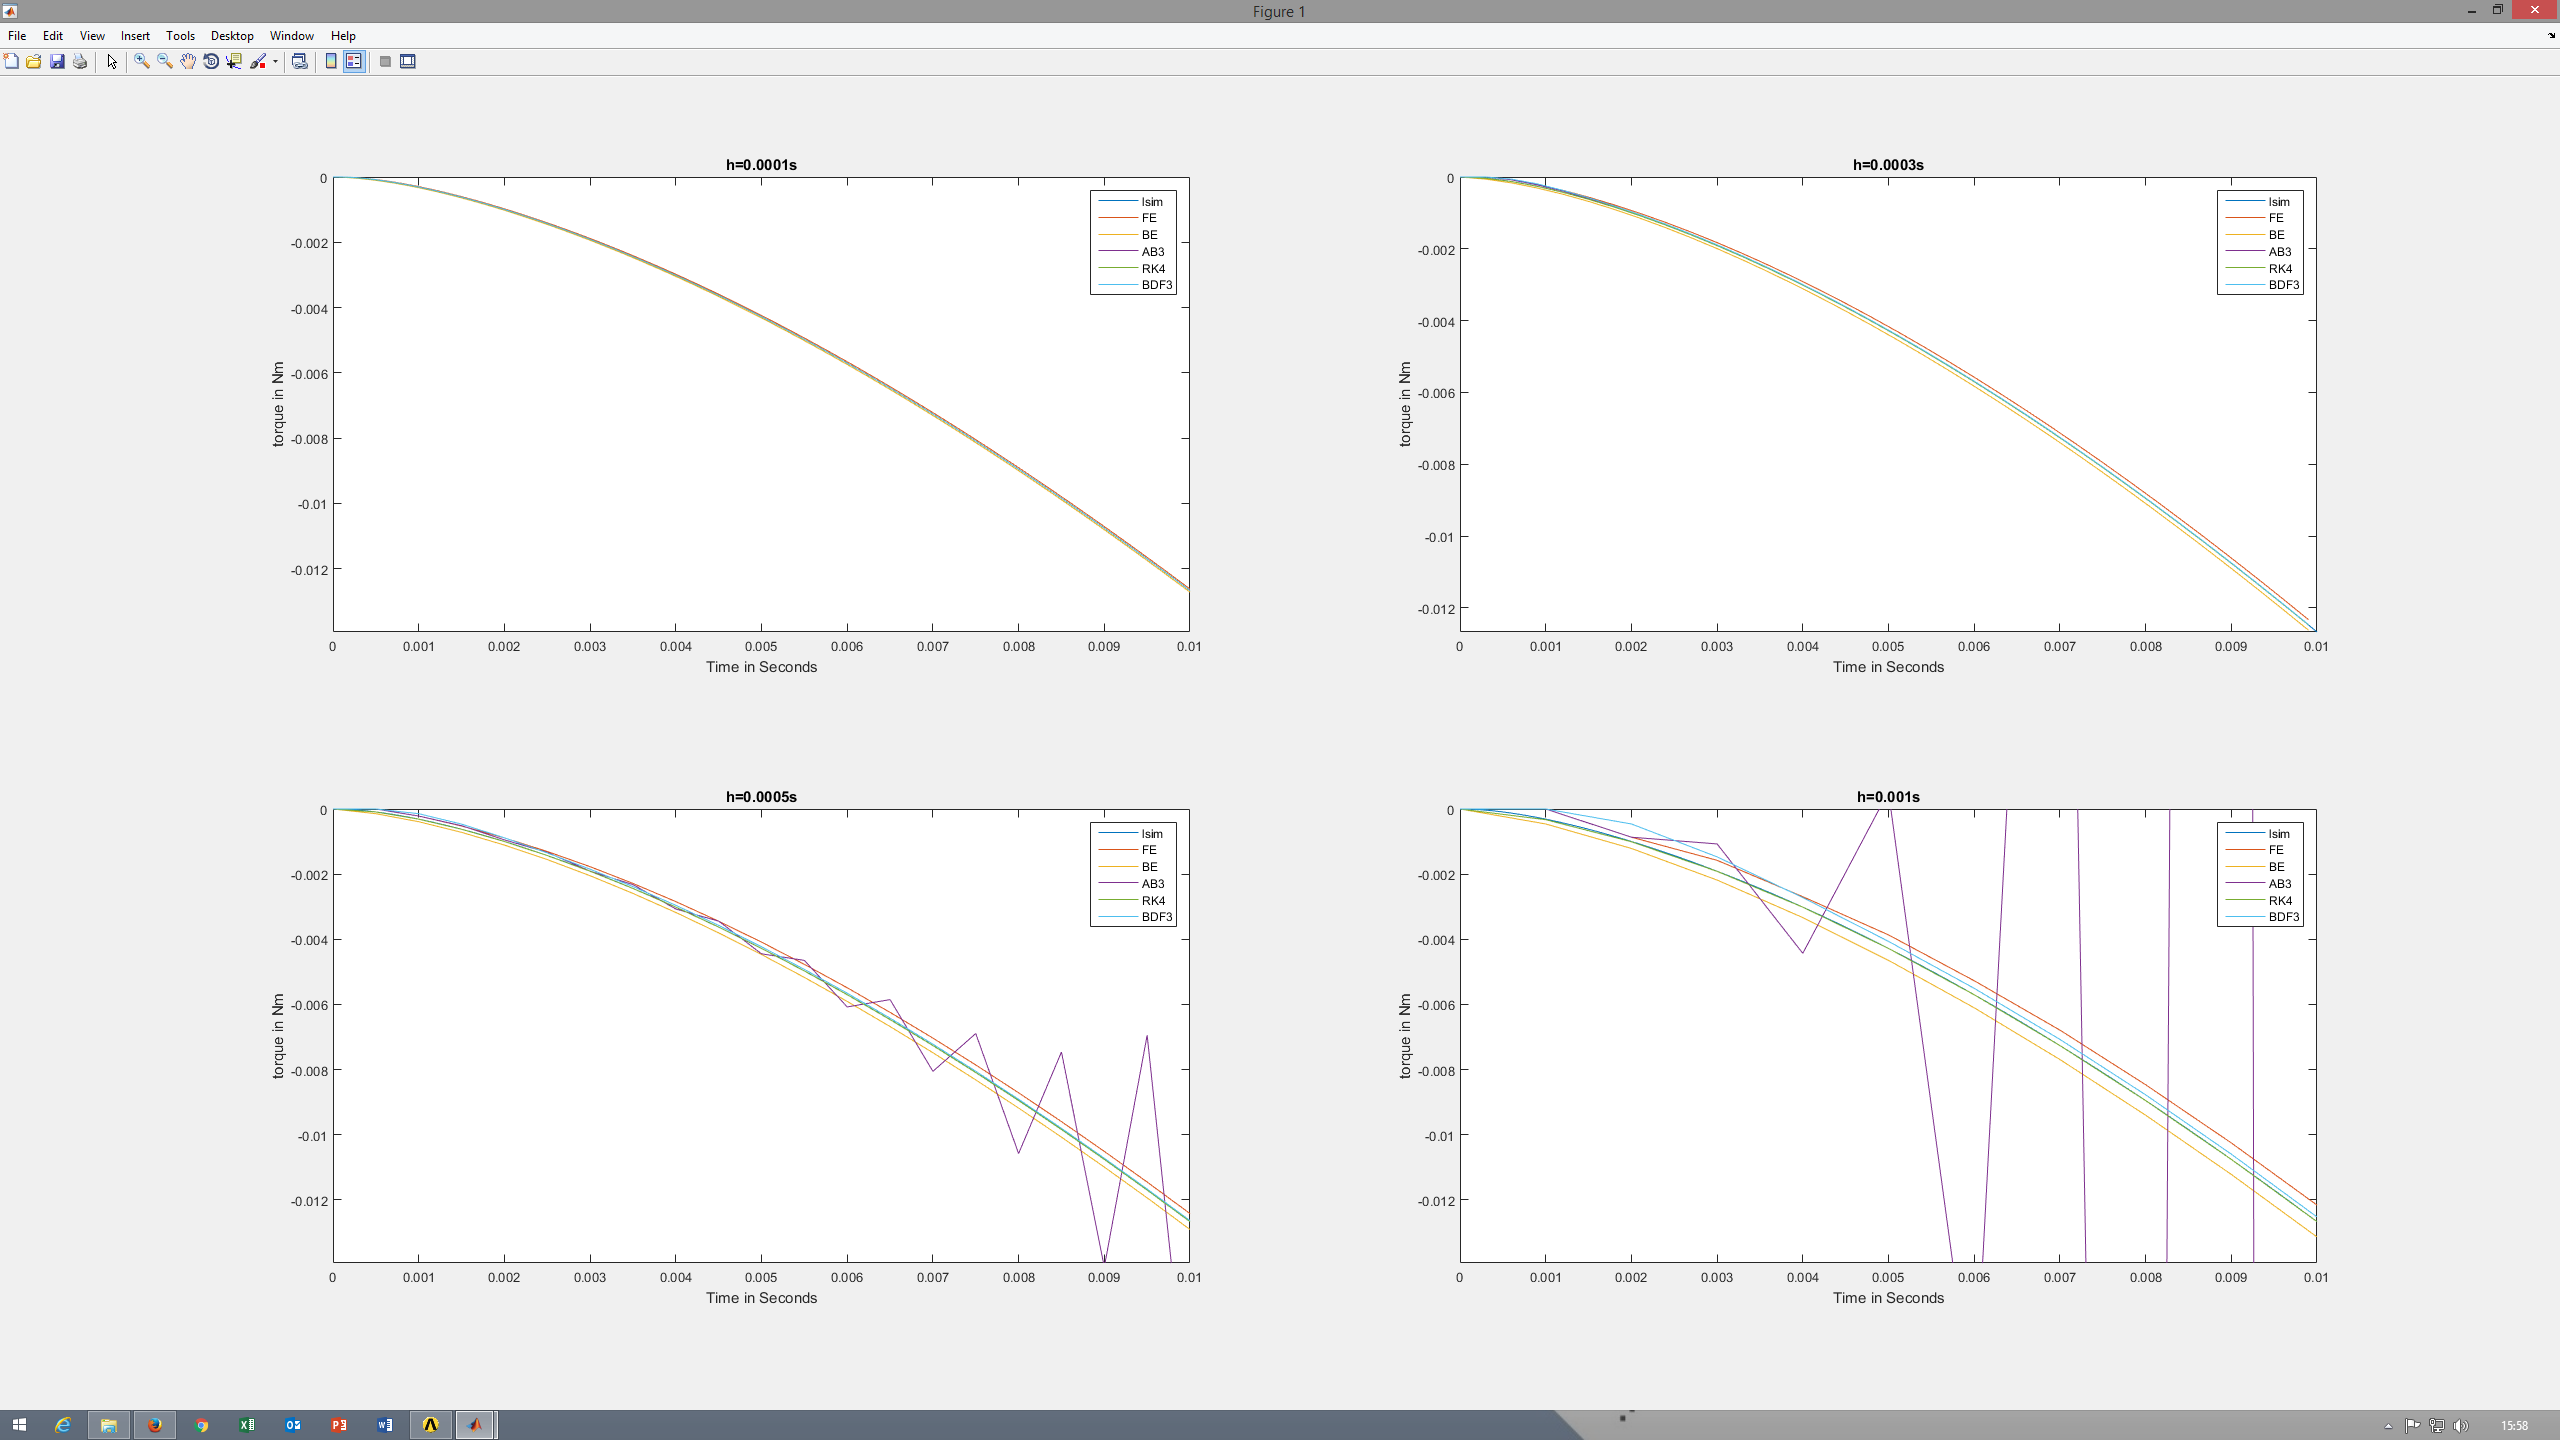 Figure 1
File Edit View Insert Tools Desktop Window Help
h=0.0001s
0
-0.002
-0.004
-0.006
-0.008
-0.01
-0.012
torque in Nm
lsim
FE
BE
AB3
RK4
BDF3
0 0.001 0.002 0.003 0.004 0.005 0.006 0.007 0.008 0.009 0.01
Time in Seconds
h=0.0003s
0
-0.002
-0.004
-0.006
-0.008
-0.01
-0.012
torque in Nm
lsim
FE
BE
AB3
RK4
BDF3
0 0.001 0.002 0.003 0.004 0.005 0.006 0.007 0.008 0.009 0.01
Time in Seconds
h=0.0005s
0
-0.002
-0.004
-0.006
-0.008
-0.01
-0.012
torque in Nm
lsim
FE
BE
AB3
RK4
BDF3
0 0.001 0.002 0.003 0.004 0.005 0.006 0.007 0.008 0.009 0.01
Time in Seconds
h=0.001s
0
-0.002
-0.004
-0.006
-0.008
-0.01
-0.012
torque in Nm
lsim
FE
BE
AB3
RK4
BDF3
0 0.001 0.002 0.003 0.004 0.005 0.006 0.007 0.008 0.009 0.01
Time in Seconds
15:58